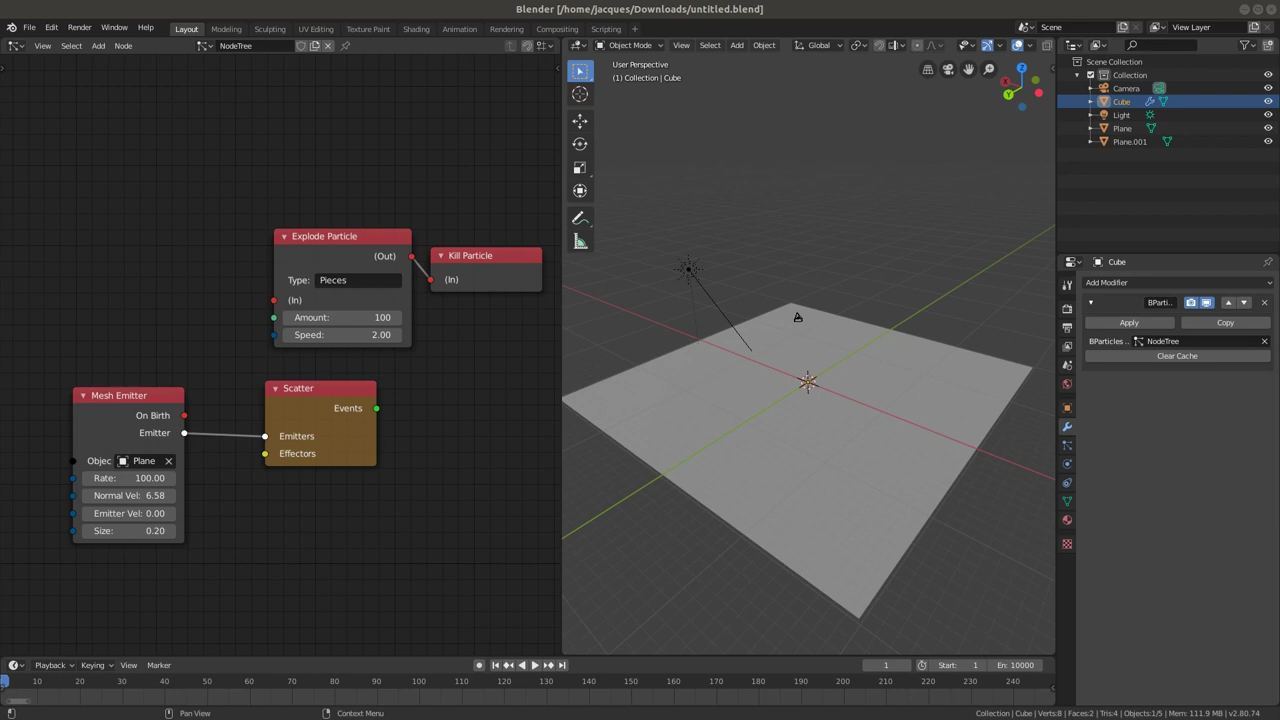 Blender [/home/jacques/Downloads/untitled.blend]
File Edit Render Window Help Layout Modeling Sculpting UV Editing Texture Paint Shading Animation Rendering Compositing Scripting Scene View Layer
View Select Add Node NodeTree
Object Mode View Select Add Object Global
User Perspective
(1) Collection | Cube
Explode Particle
(Out)
Type: Pieces
(In)
Amount: 100
Speed: 2.00
Kill Particle
(In)
Mesh Emitter
On Birth
Emitter
Objec Plane
Rate: 100.00
Normal Vel: 6.58
Emitter Vel: 0.00
Size: 0.20
Scatter
Events
Emitters
Effectors
Z
Y
X
Scene Collection
Collection
Camera
Cube
Light
Plane
Plane.001
Cube
Add Modifier
BParti..
Apply Copy
BParticles .. NodeTree
Clear Cache
Playback Keying View Marker 1 Start: 1 En: 10000
10 20 30 40 50 60 70 80 90 100 110 120 130 140 150 160 170 180 190 200 210 220 230 240
Pan View Context Menu Collection | Cube | Verts:8 | Faces:2 | Tris:4 | Objects:1/5 | Mem: 111.9 MB | v2.80.74